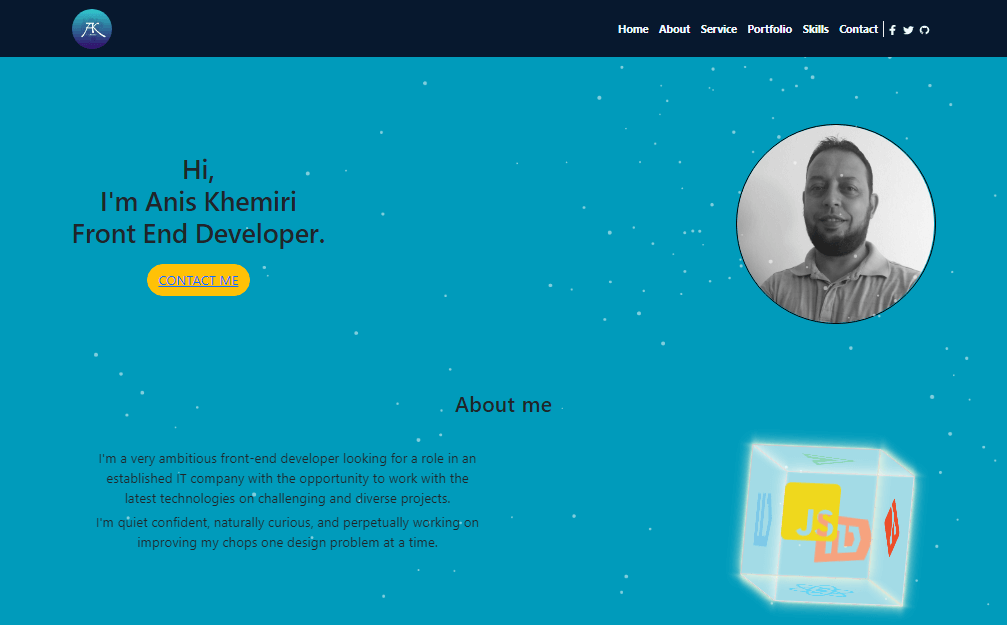 AK
Home About Service Portfolio Skills Contact
Hi,
I'm Anis Khemiri
Front End Developer.
CONTACT ME
About me
I'm a very ambitious front-end developer looking for a role in an
established IT company with the opportunity to work with the
latest technologies on challenging and diverse projects.
I'm quiet confident, naturally curious, and perpetually working on
improving my chops one design problem at a time.
JS